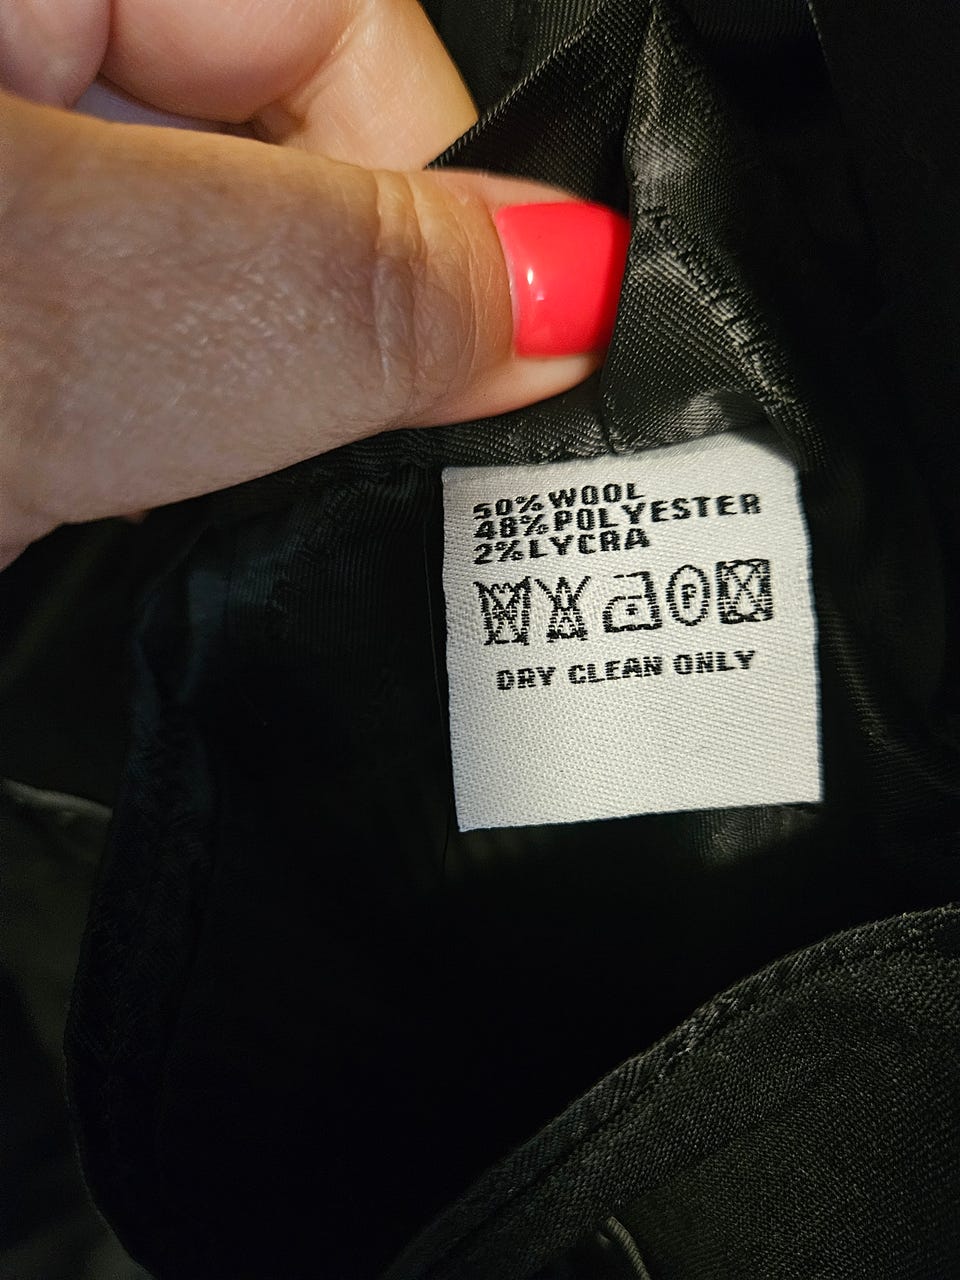 50% WOOL
48% POLYESTER
2% LYCRA
P
DRY CLEAN ONLY